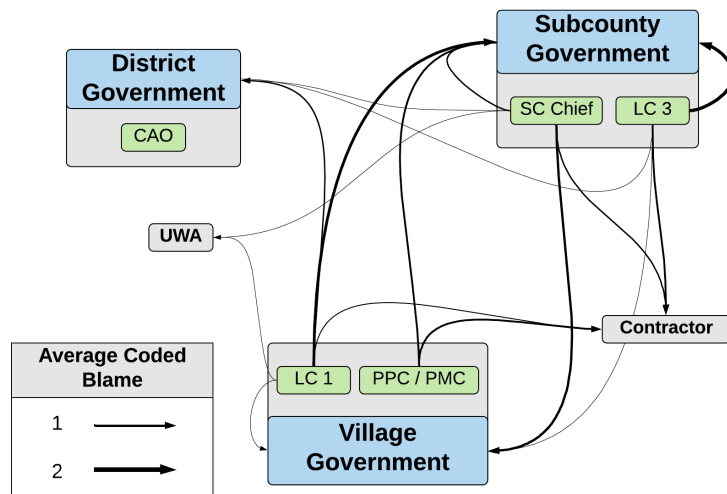 Subcounty
Government
SC Chief
LC 3
District
Government
CAO
UWA
Contractor
LC 1
PPC / PMC
Village
Government
Average Coded
Blame
1
2